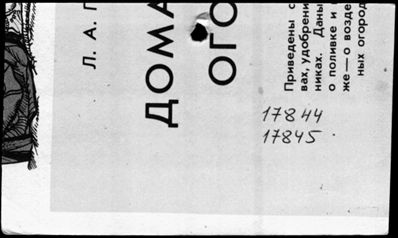 Л. А.
ДОМА
ОГО
Приведены с
вах, удобрени
никах. Даны
о поливке и
же — о возде
ных огород
17844
17845